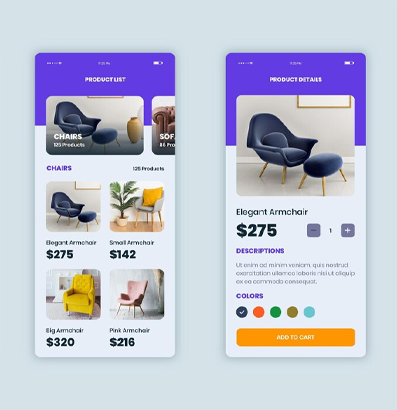 PRODUCT LIST
CHAIRS
125 Products
SOF
CHAIRS
125 Products
Elegant Armchair
$275
Small Armchair
$142
Big Armchair
$320
Pink Armchair
$216
PRODUCT DETAILS
Elegant Armchair
$275
− 1 +
DESCRIPTIONS
Ut enim ad minim veniam, quis nostrud
exercitation ullamco laboris nisi ut aliquip
ex ea commodo consequat.
COLORS
ADD TO CART